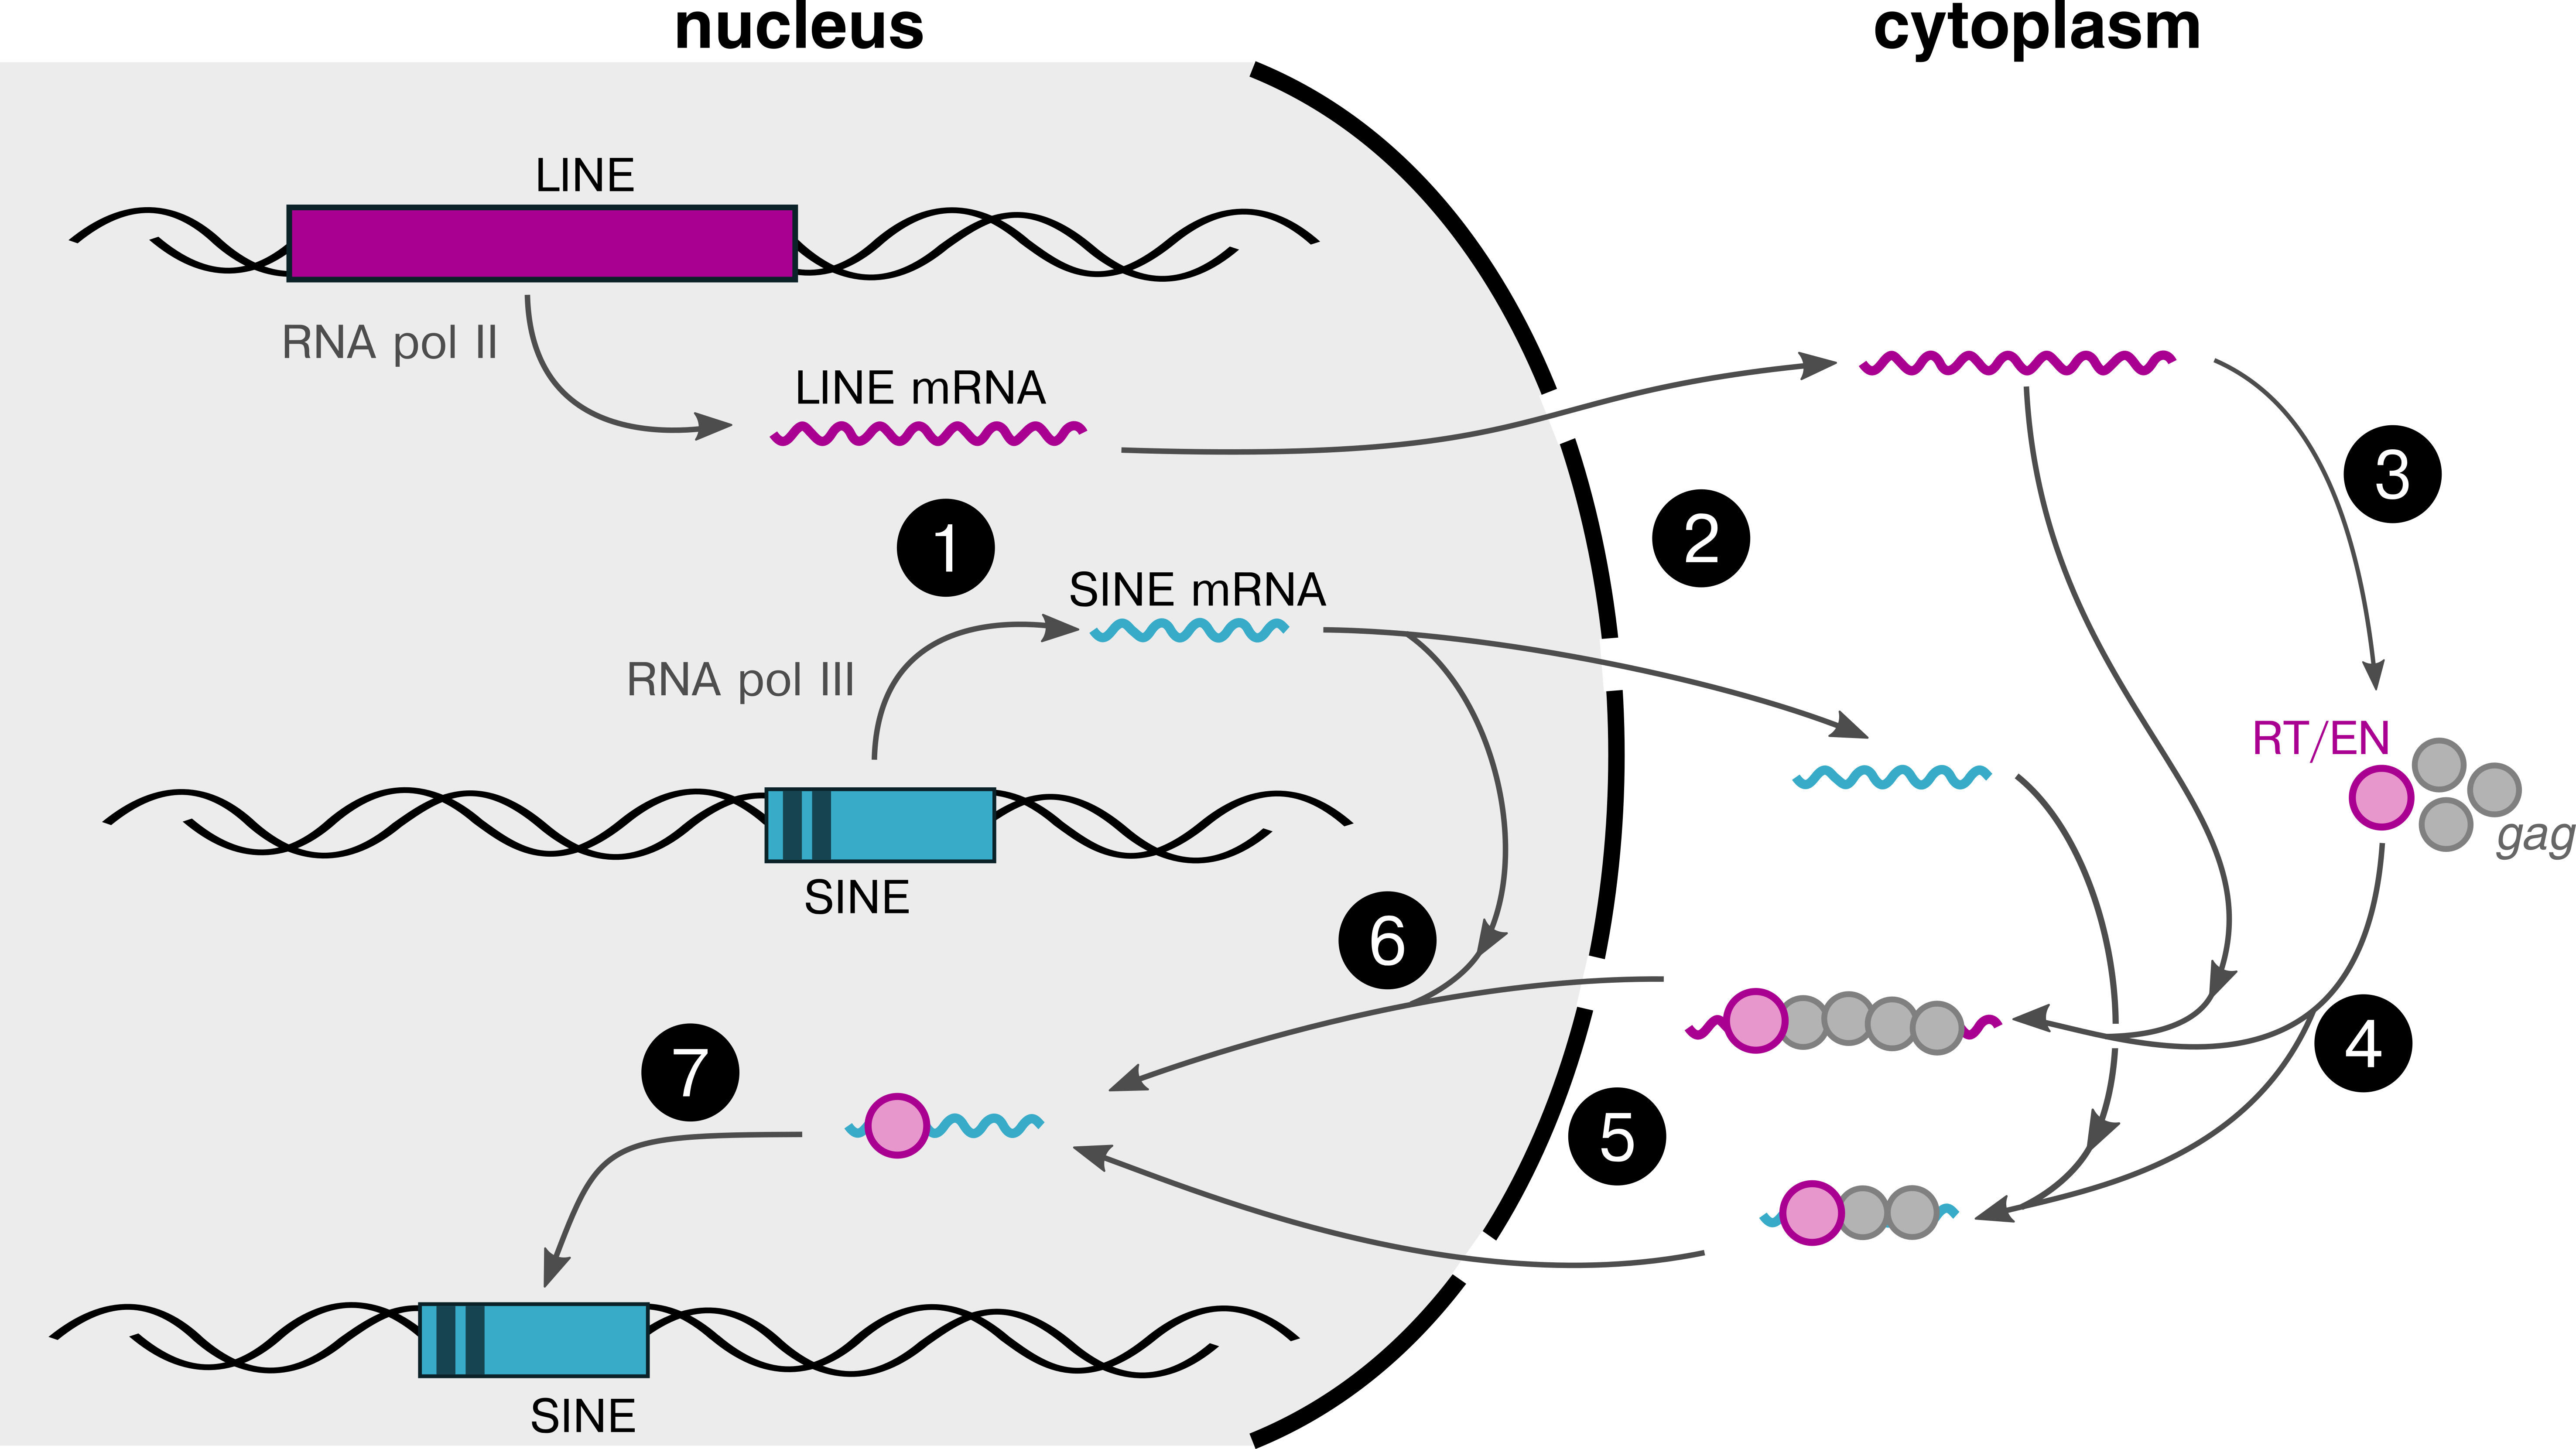 nucleus
cytoplasm
LINE
RNA pol II
LINE mRNA
3
1
2
SINE mRNA
RNA pol III
RT/EN
gag
SINE
6
4
7
5
SINE